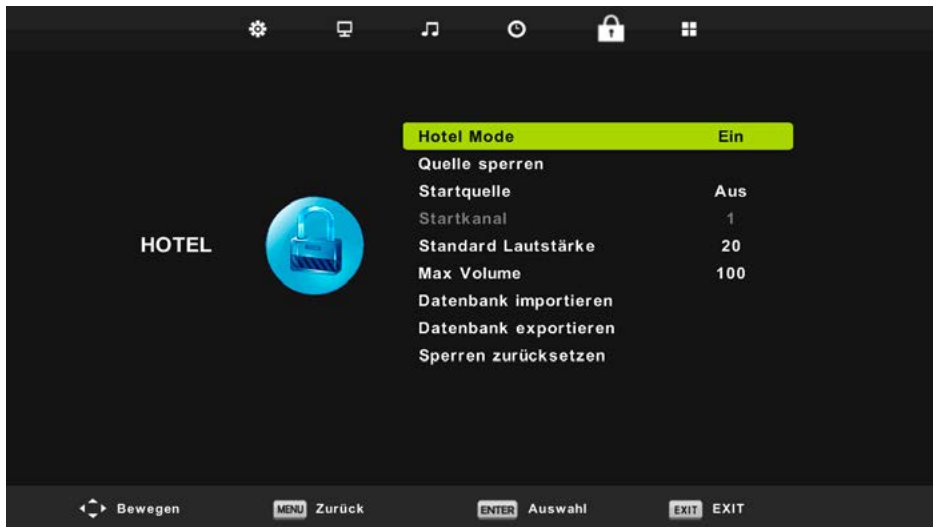 Hotel Mode Ein
Quelle sperren
Startquelle Aus
Startkanal 1
HOTEL
Standard Lautstärke 20
Max Volume 100
Datenbank importieren
Datenbank exportieren
Sperren zurücksetzen
Bewegen MENU Zurück ENTER Auswahl EXIT EXIT